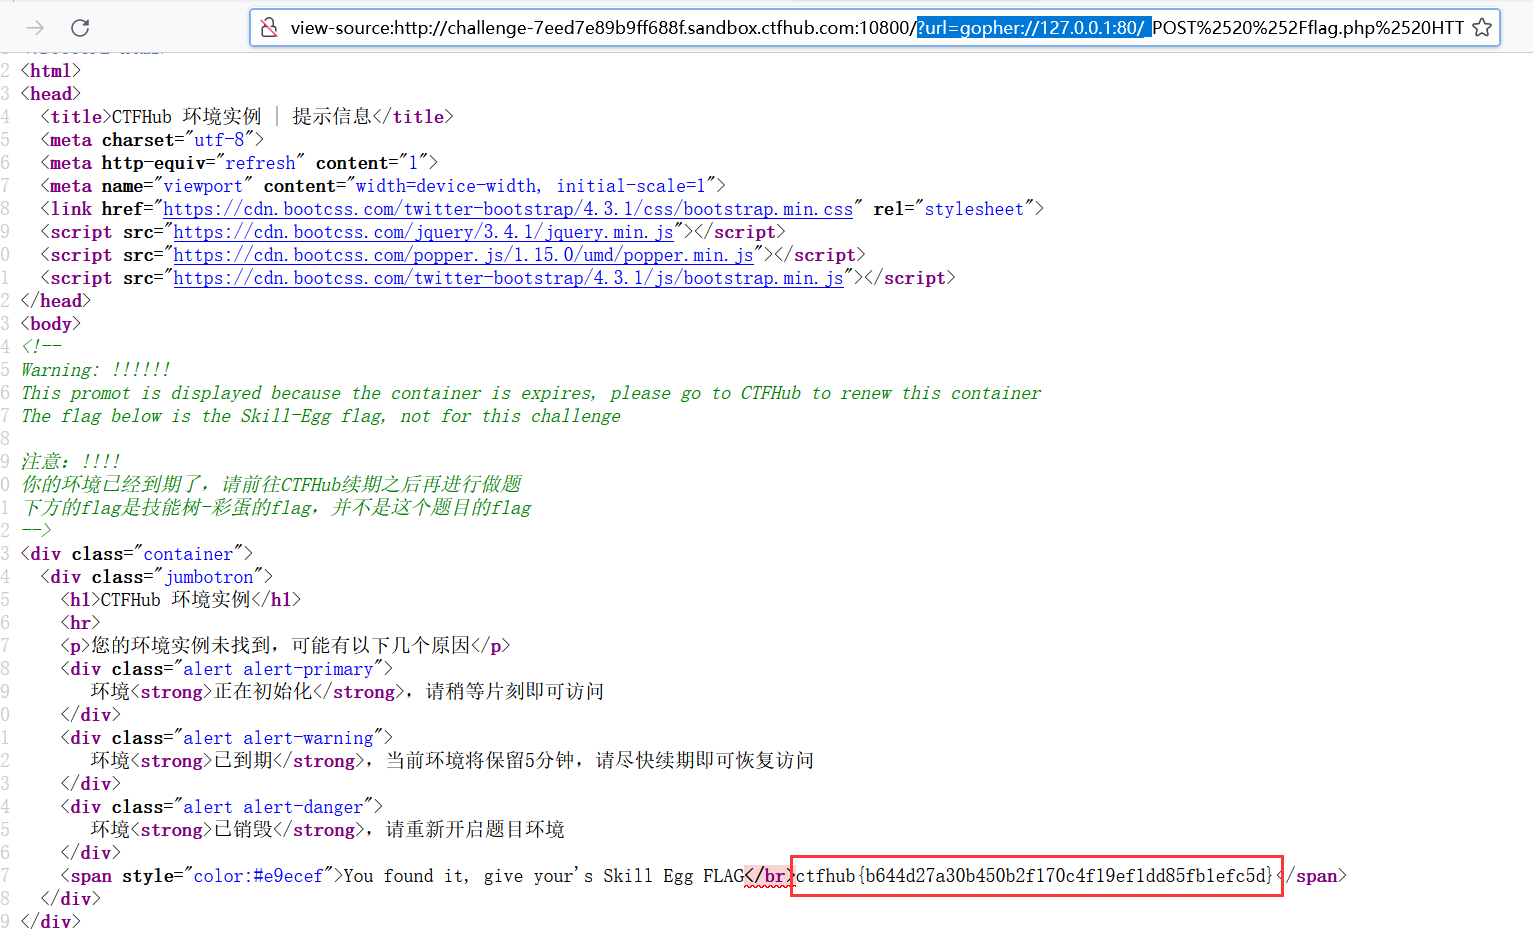 view-source:http://challenge-7eed7e89b9ff688f.sandbox.ctfhub.com:10800/?url=gopher://127.0.0.1:80/_POST%2520%252Fflag.php%2520HTT
2 <html>
3 <head>
4 <title>CTFHub 环境实例 | 提示信息</title>
5 <meta charset="utf-8">
6 <meta http-equiv="refresh" content="1">
7 <meta name="viewport" content="width=device-width, initial-scale=1">
8 <link href="https://cdn.bootcss.com/twitter-bootstrap/4.3.1/css/bootstrap.min.css" rel="stylesheet">
9 <script src="https://cdn.bootcss.com/jquery/3.4.1/jquery.min.js"></script>
0 <script src="https://cdn.bootcss.com/popper.js/1.15.0/umd/popper.min.js"></script>
1 <script src="https://cdn.bootcss.com/twitter-bootstrap/4.3.1/js/bootstrap.min.js"></script>
2 </head>
3 <body>
4 <!--
5 Warning: !!!!!!
6 This promot is displayed because the container is expires, please go to CTFHub to renew this container
7 The flag below is the Skill-Egg flag, not for this challenge
8
9 注意：!!!!
0 你的环境已经到期了，请前往CTFHub续期之后再进行做题
1 下方的flag是技能树-彩蛋的flag，并不是这个题目的flag
2 -->
3 <div class="container">
4 <div class="jumbotron">
5 <h1>CTFHub 环境实例</h1>
6 <hr>
7 <p>您的环境实例未找到，可能有以下几个原因</p>
8 <div class="alert alert-primary">
9 环境<strong>正在初始化</strong>，请稍等片刻即可访问
0 </div>
1 <div class="alert alert-warning">
2 环境<strong>已到期</strong>，当前环境将保留5分钟，请尽快续期即可恢复访问
3 </div>
4 <div class="alert alert-danger">
5 环境<strong>已销毁</strong>，请重新开启题目环境
6 </div>
7 <span style="color:#e9ecef">You found it, give your's Skill Egg FLAG</br>ctfhub{b644d27a30b450b2f170c4f19ef1dd85fb1efc5d}</span>
8 </div>
9 </div>